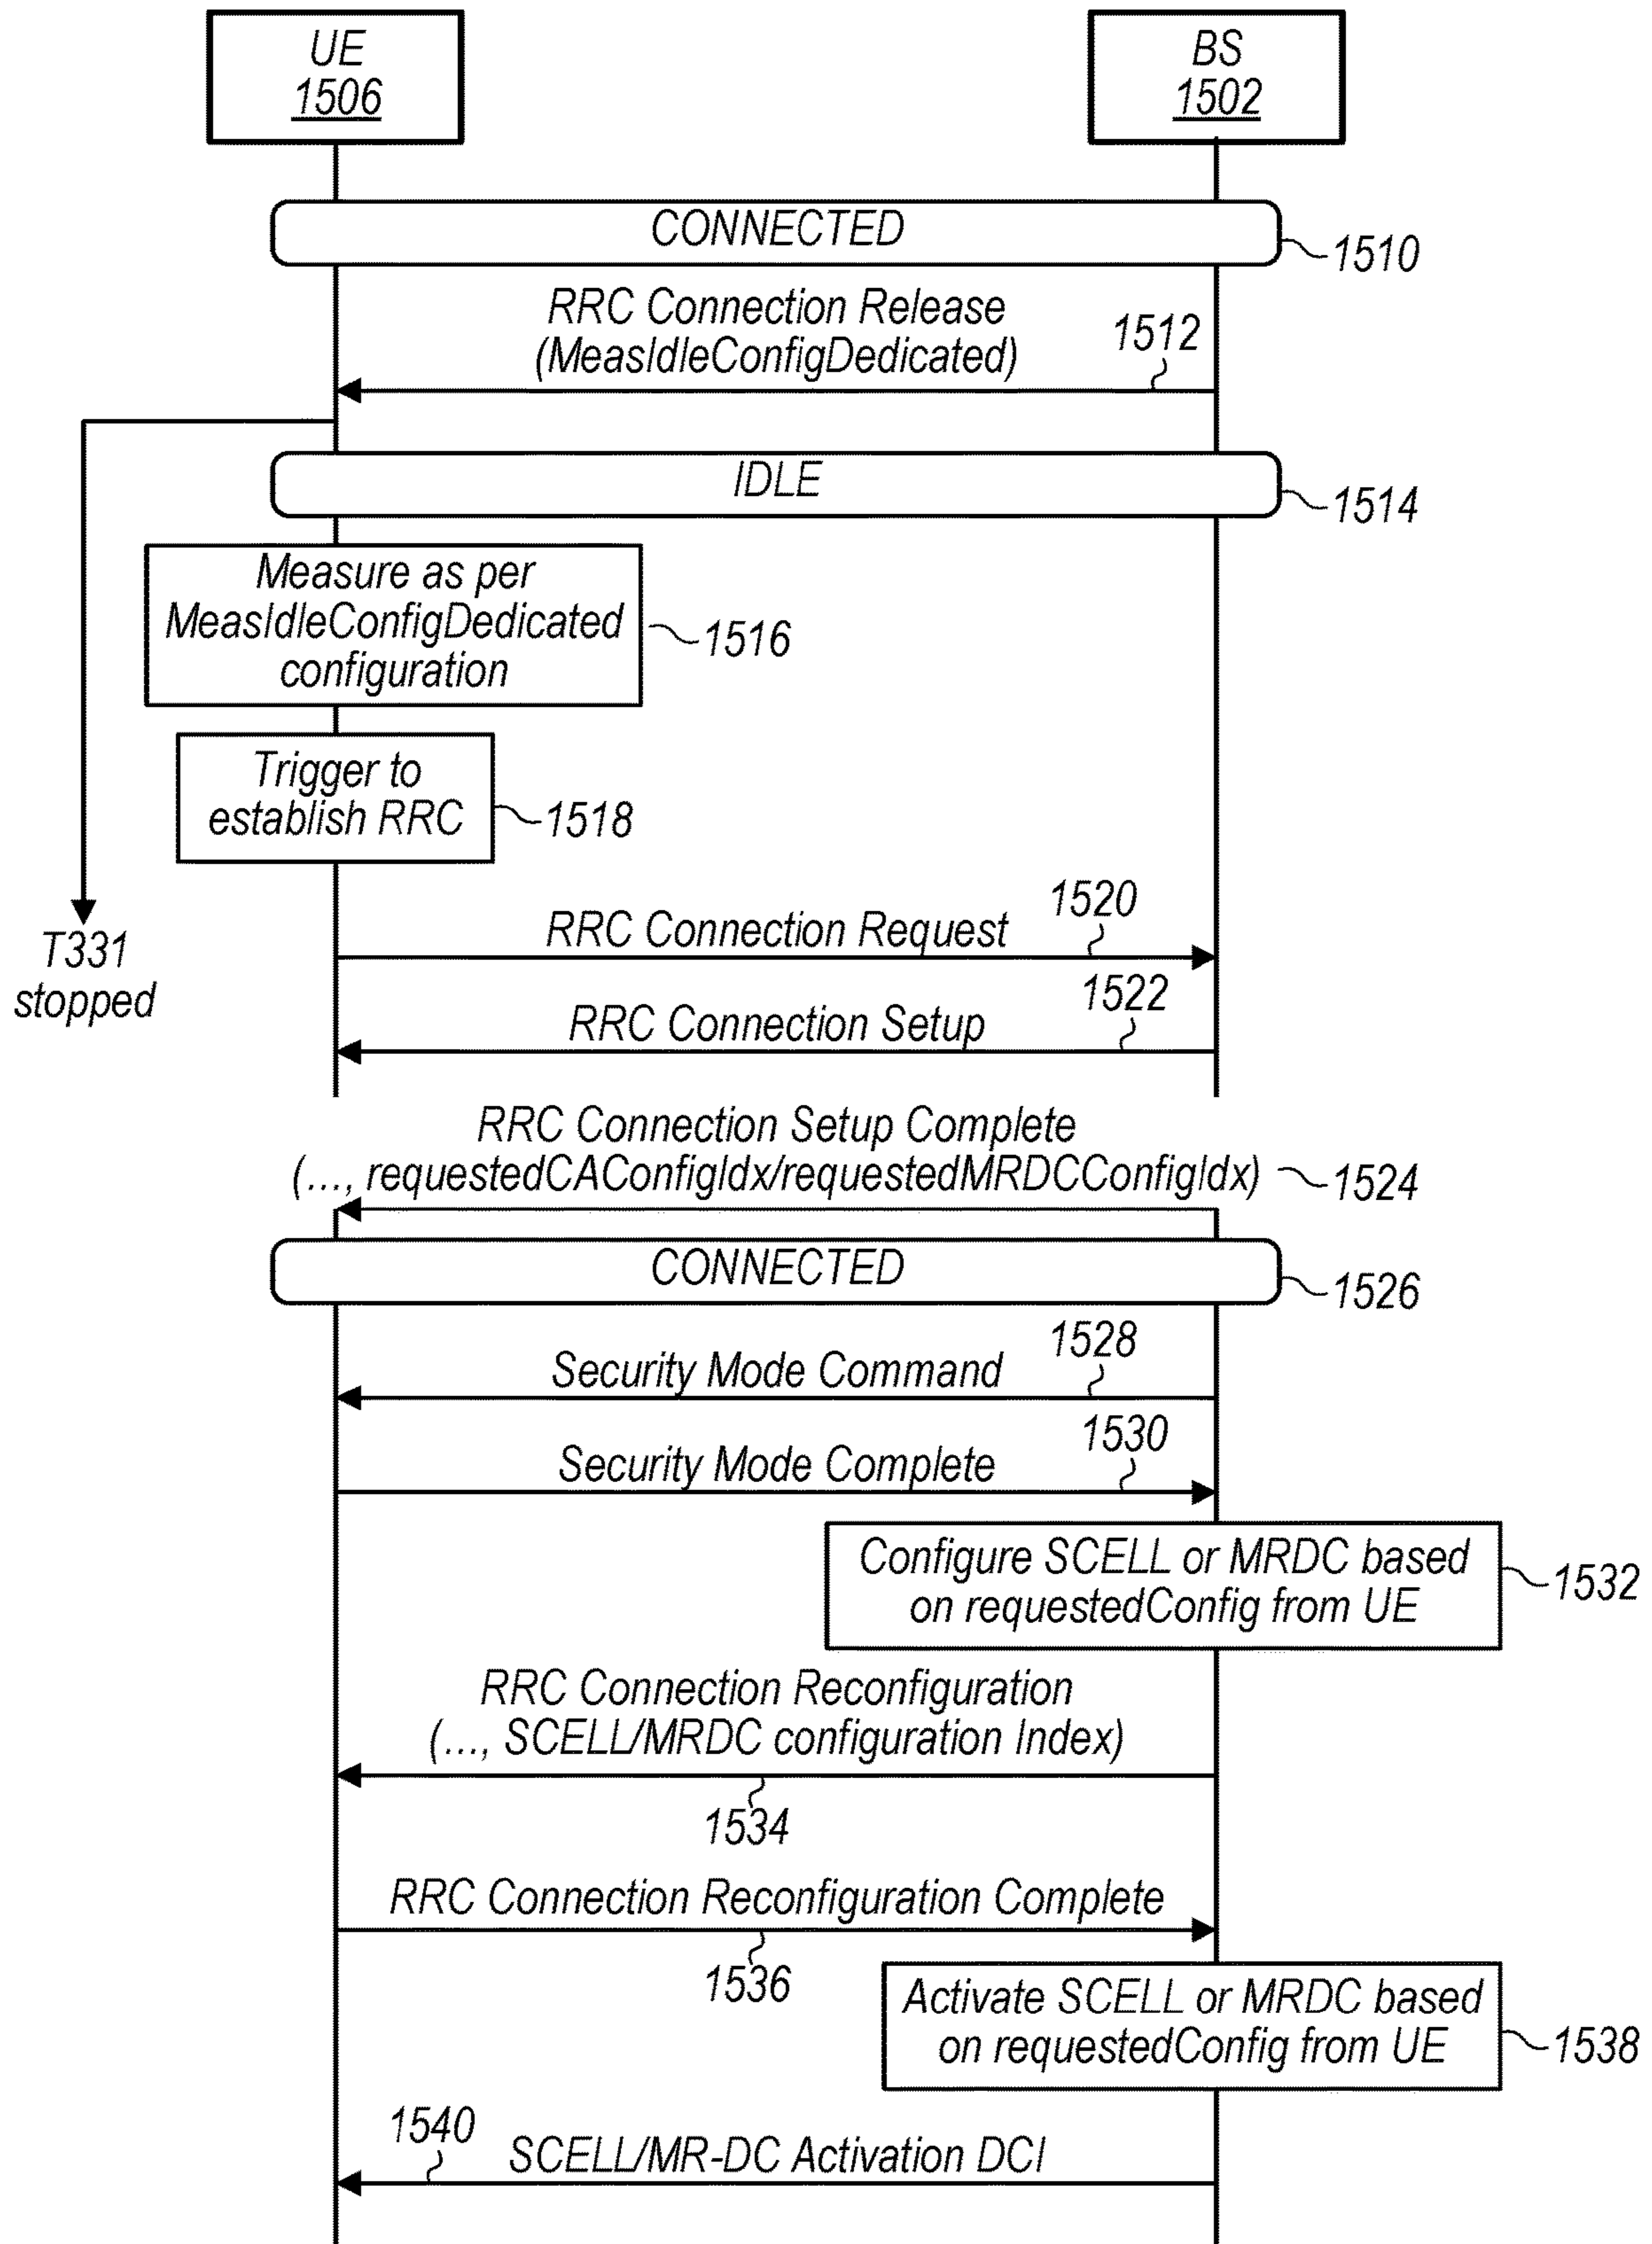 UE
1506
BS
1502
CONNECTED
1510
RRC Connection Release
(MeasIdleConfigDedicated)
1512
IDLE
1514
Measure as per
MeasIdleConfigDedicated
configuration
1516
Trigger to
establish RRC
1518
T331
stopped
RRC Connection Request
1520
RRC Connection Setup
1522
RRC Connection Setup Complete
(..., requestedCAConfigIdx/requestedMRDCConfigIdx)
1524
CONNECTED
1526
Security Mode Command
1528
Security Mode Complete
1530
Configure SCELL or MRDC based
on requestedConfig from UE
1532
RRC Connection Reconfiguration
(..., SCELL/MRDC configuration Index)
1534
RRC Connection Reconfiguration Complete
1536
Activate SCELL or MRDC based
on requestedConfig from UE
1538
1540
SCELL/MR-DC Activation DCI